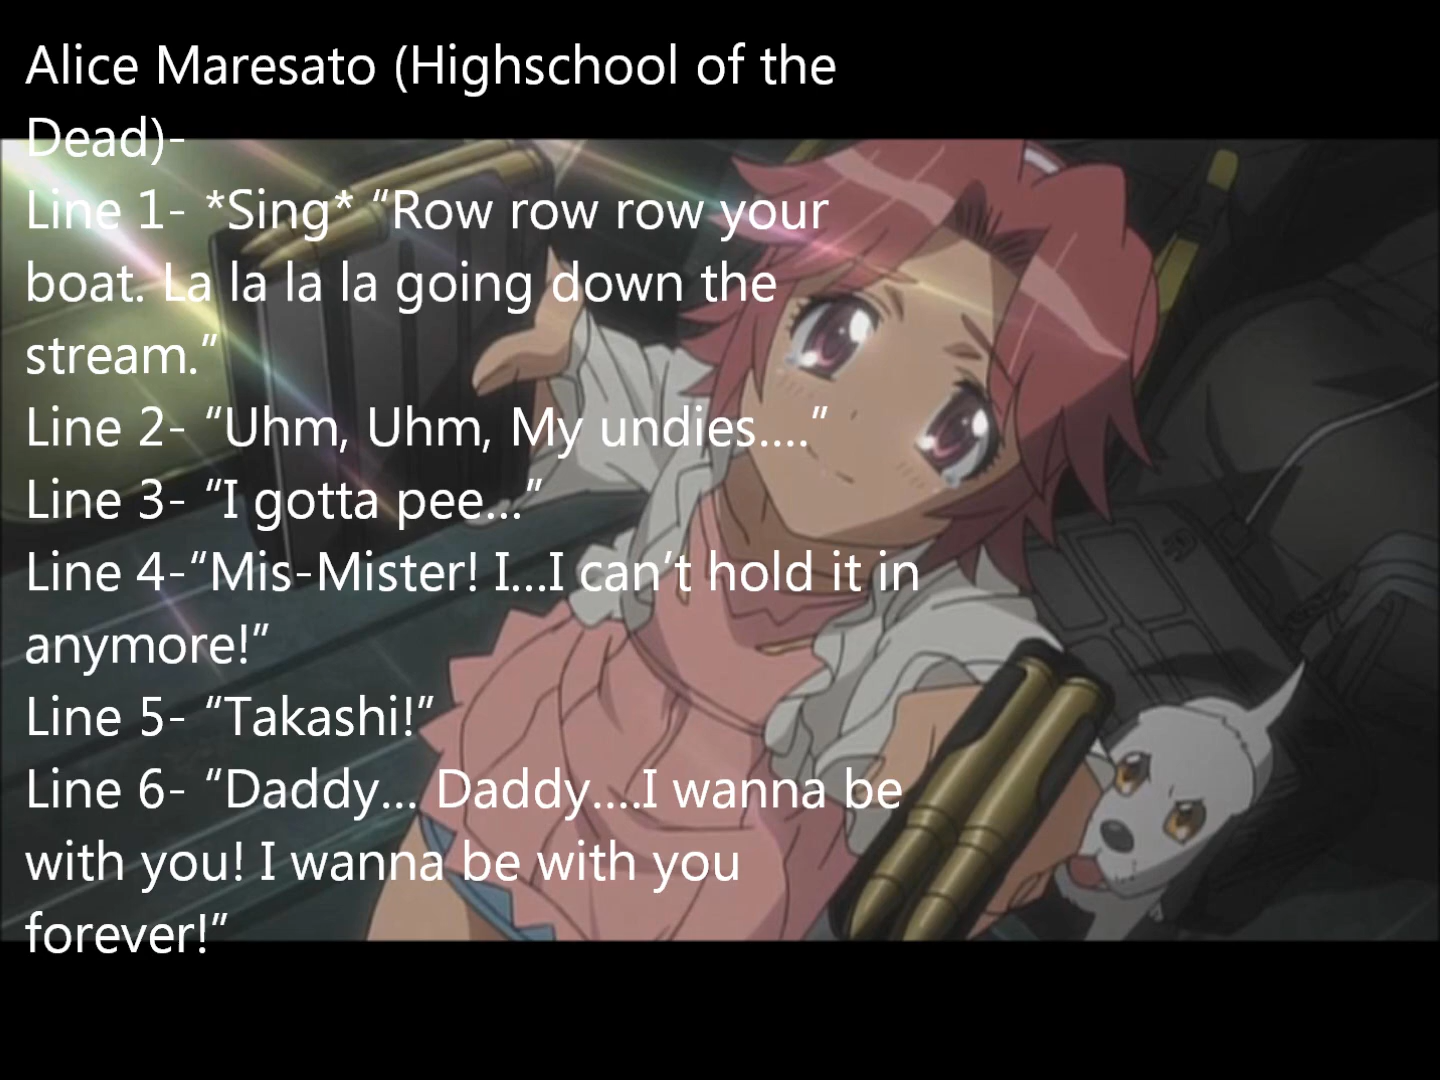 Alice Maresato (Highschool of the
Dead)-
Line 1- *Sing* “Row row row your
boat. La la la la going down the
stream.”
Line 2- “Uhm, Uhm, My undies....”
Line 3- “I gotta pee...”
Line 4-“Mis-Mister! I...I can’t hold it in
anymore!”
Line 5- “Takashi!”
Line 6- “Daddy... Daddy....I wanna be
with you! I wanna be with you
forever!”